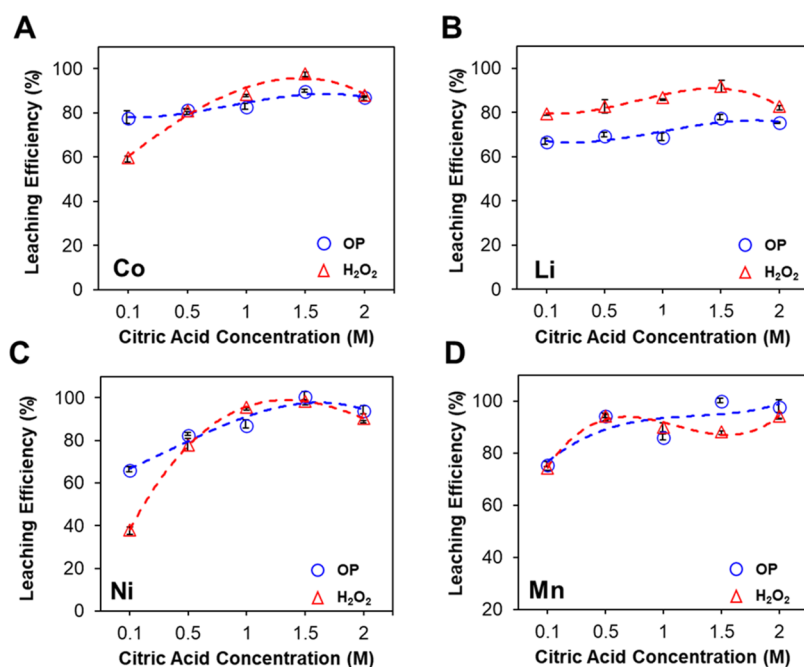 A
Leaching Efficiency (%)
100
80
60
40
20
0
Co
OP
H₂O₂
0.1 0.5 1 1.5 2
Citric Acid Concentration (M)
B
Leaching Efficiency (%)
100
80
60
40
20
0
Li
OP
H₂O₂
0.1 0.5 1 1.5 2
Citric Acid Concentration (M)
C
Leaching Efficiency (%)
100
80
60
40
20
0
Ni
OP
H₂O₂
0.1 0.5 1 1.5 2
Citric Acid Concentration (M)
D
Leaching Efficiency (%)
100
80
60
40
20
Mn
OP
H₂O₂
0.1 0.5 1 1.5 2
Citric Acid Concentration (M)